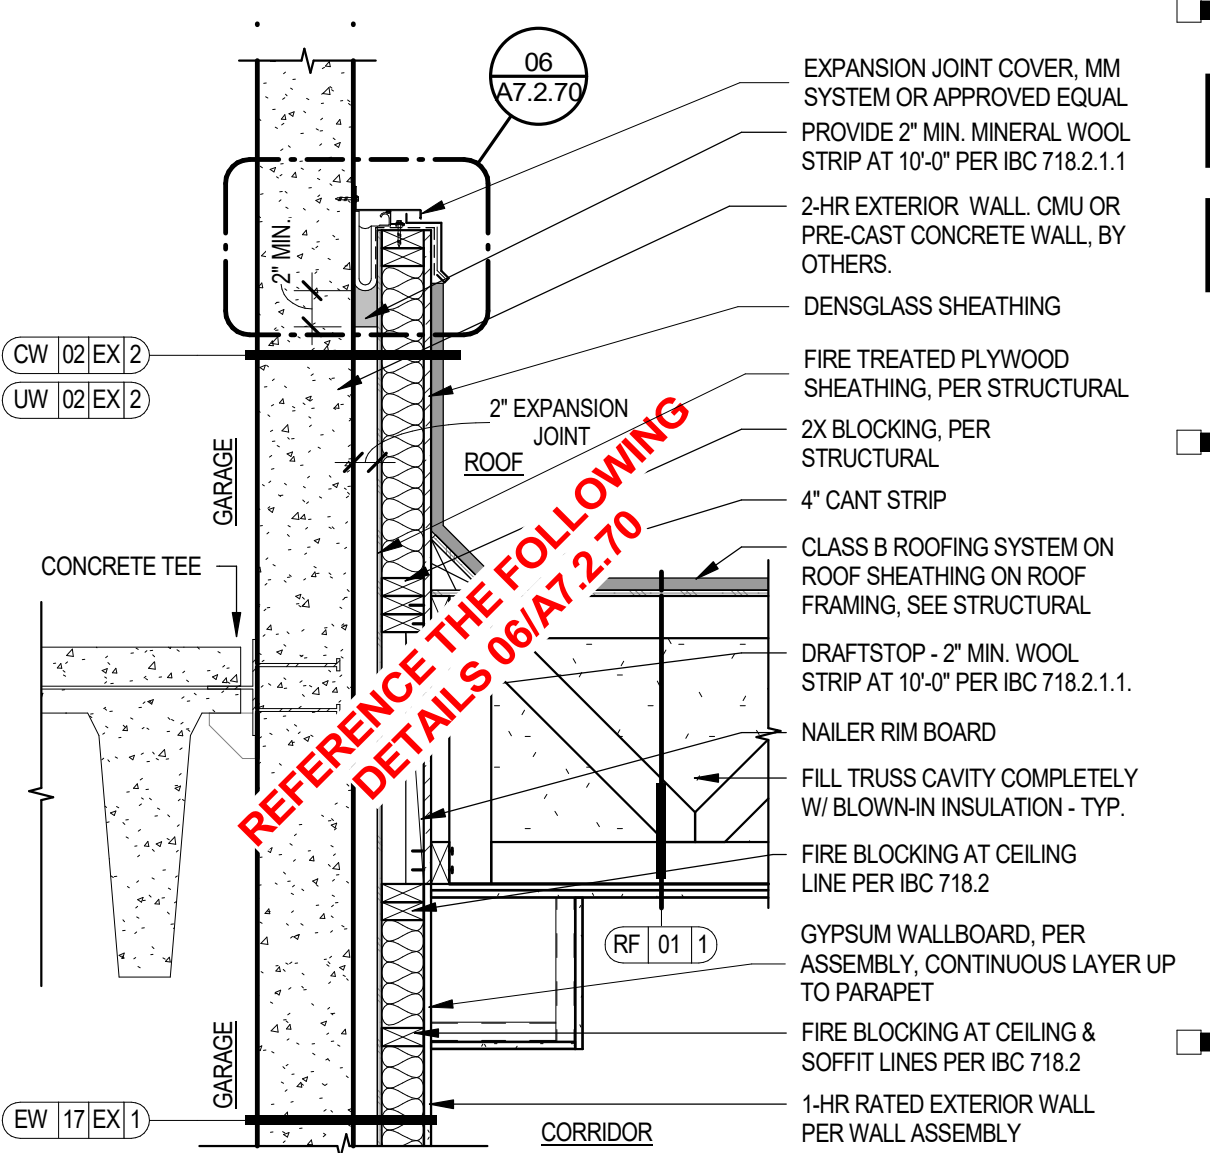 06
A7.2.70
EXPANSION JOINT COVER, MM
SYSTEM OR APPROVED EQUAL
PROVIDE 2" MIN. MINERAL WOOL
STRIP AT 10'-0" PER IBC 718.2.1.1
2-HR EXTERIOR WALL. CMU OR
PRE-CAST CONCRETE WALL, BY
OTHERS.
DENSGLASS SHEATHING
FIRE TREATED PLYWOOD
SHEATHING, PER STRUCTURAL
2X BLOCKING, PER
STRUCTURAL
4" CANT STRIP
CLASS B ROOFING SYSTEM ON
ROOF SHEATHING ON ROOF
FRAMING, SEE STRUCTURAL
DRAFTSTOP - 2" MIN. WOOL
STRIP AT 10'-0" PER IBC 718.2.1.1.
NAILER RIM BOARD
FILL TRUSS CAVITY COMPLETELY
W/ BLOWN-IN INSULATION - TYP.
FIRE BLOCKING AT CEILING
LINE PER IBC 718.2
GYPSUM WALLBOARD, PER
ASSEMBLY, CONTINUOUS LAYER UP
TO PARAPET
FIRE BLOCKING AT CEILING &
SOFFIT LINES PER IBC 718.2
1-HR RATED EXTERIOR WALL
PER WALL ASSEMBLY
2" MIN.
CW 02 EX 2
UW 02 EX 2
2" EXPANSION
JOINT
ROOF
GARAGE
CONCRETE TEE
REFERENCE THE FOLLOWING
DETAILS 06/A7.2.70
RF 01 1
GARAGE
EW 17 EX 1
CORRIDOR